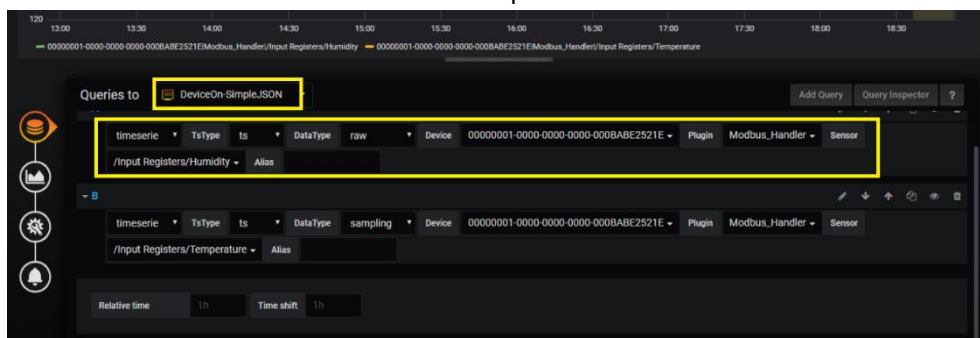 120
13:00 13:30 14:00 14:30 15:00 15:30 16:00 16:30 17:00 17:30 18:00 18:30
00000001-0000-0000-0000-000BABE2521E|Modbus_Handler|/Input Registers/Humidity 00000001-0000-0000-0000-000BABE2521E|Modbus_Handler|/Input Registers/Temperature
Queries to DeviceOn-SimpleJSON Add Query Query Inspector ?
timeserie TsType ts DataType raw Device 00000001-0000-0000-0000-000BABE2521E Plugin Modbus_Handler Sensor
/Input Registers/Humidity Alias
B
timeserie TsType ts DataType sampling Device 00000001-0000-0000-0000-000BABE2521E Plugin Modbus_Handler Sensor
/Input Registers/Temperature Alias
Relative time 1h Time shift 1h